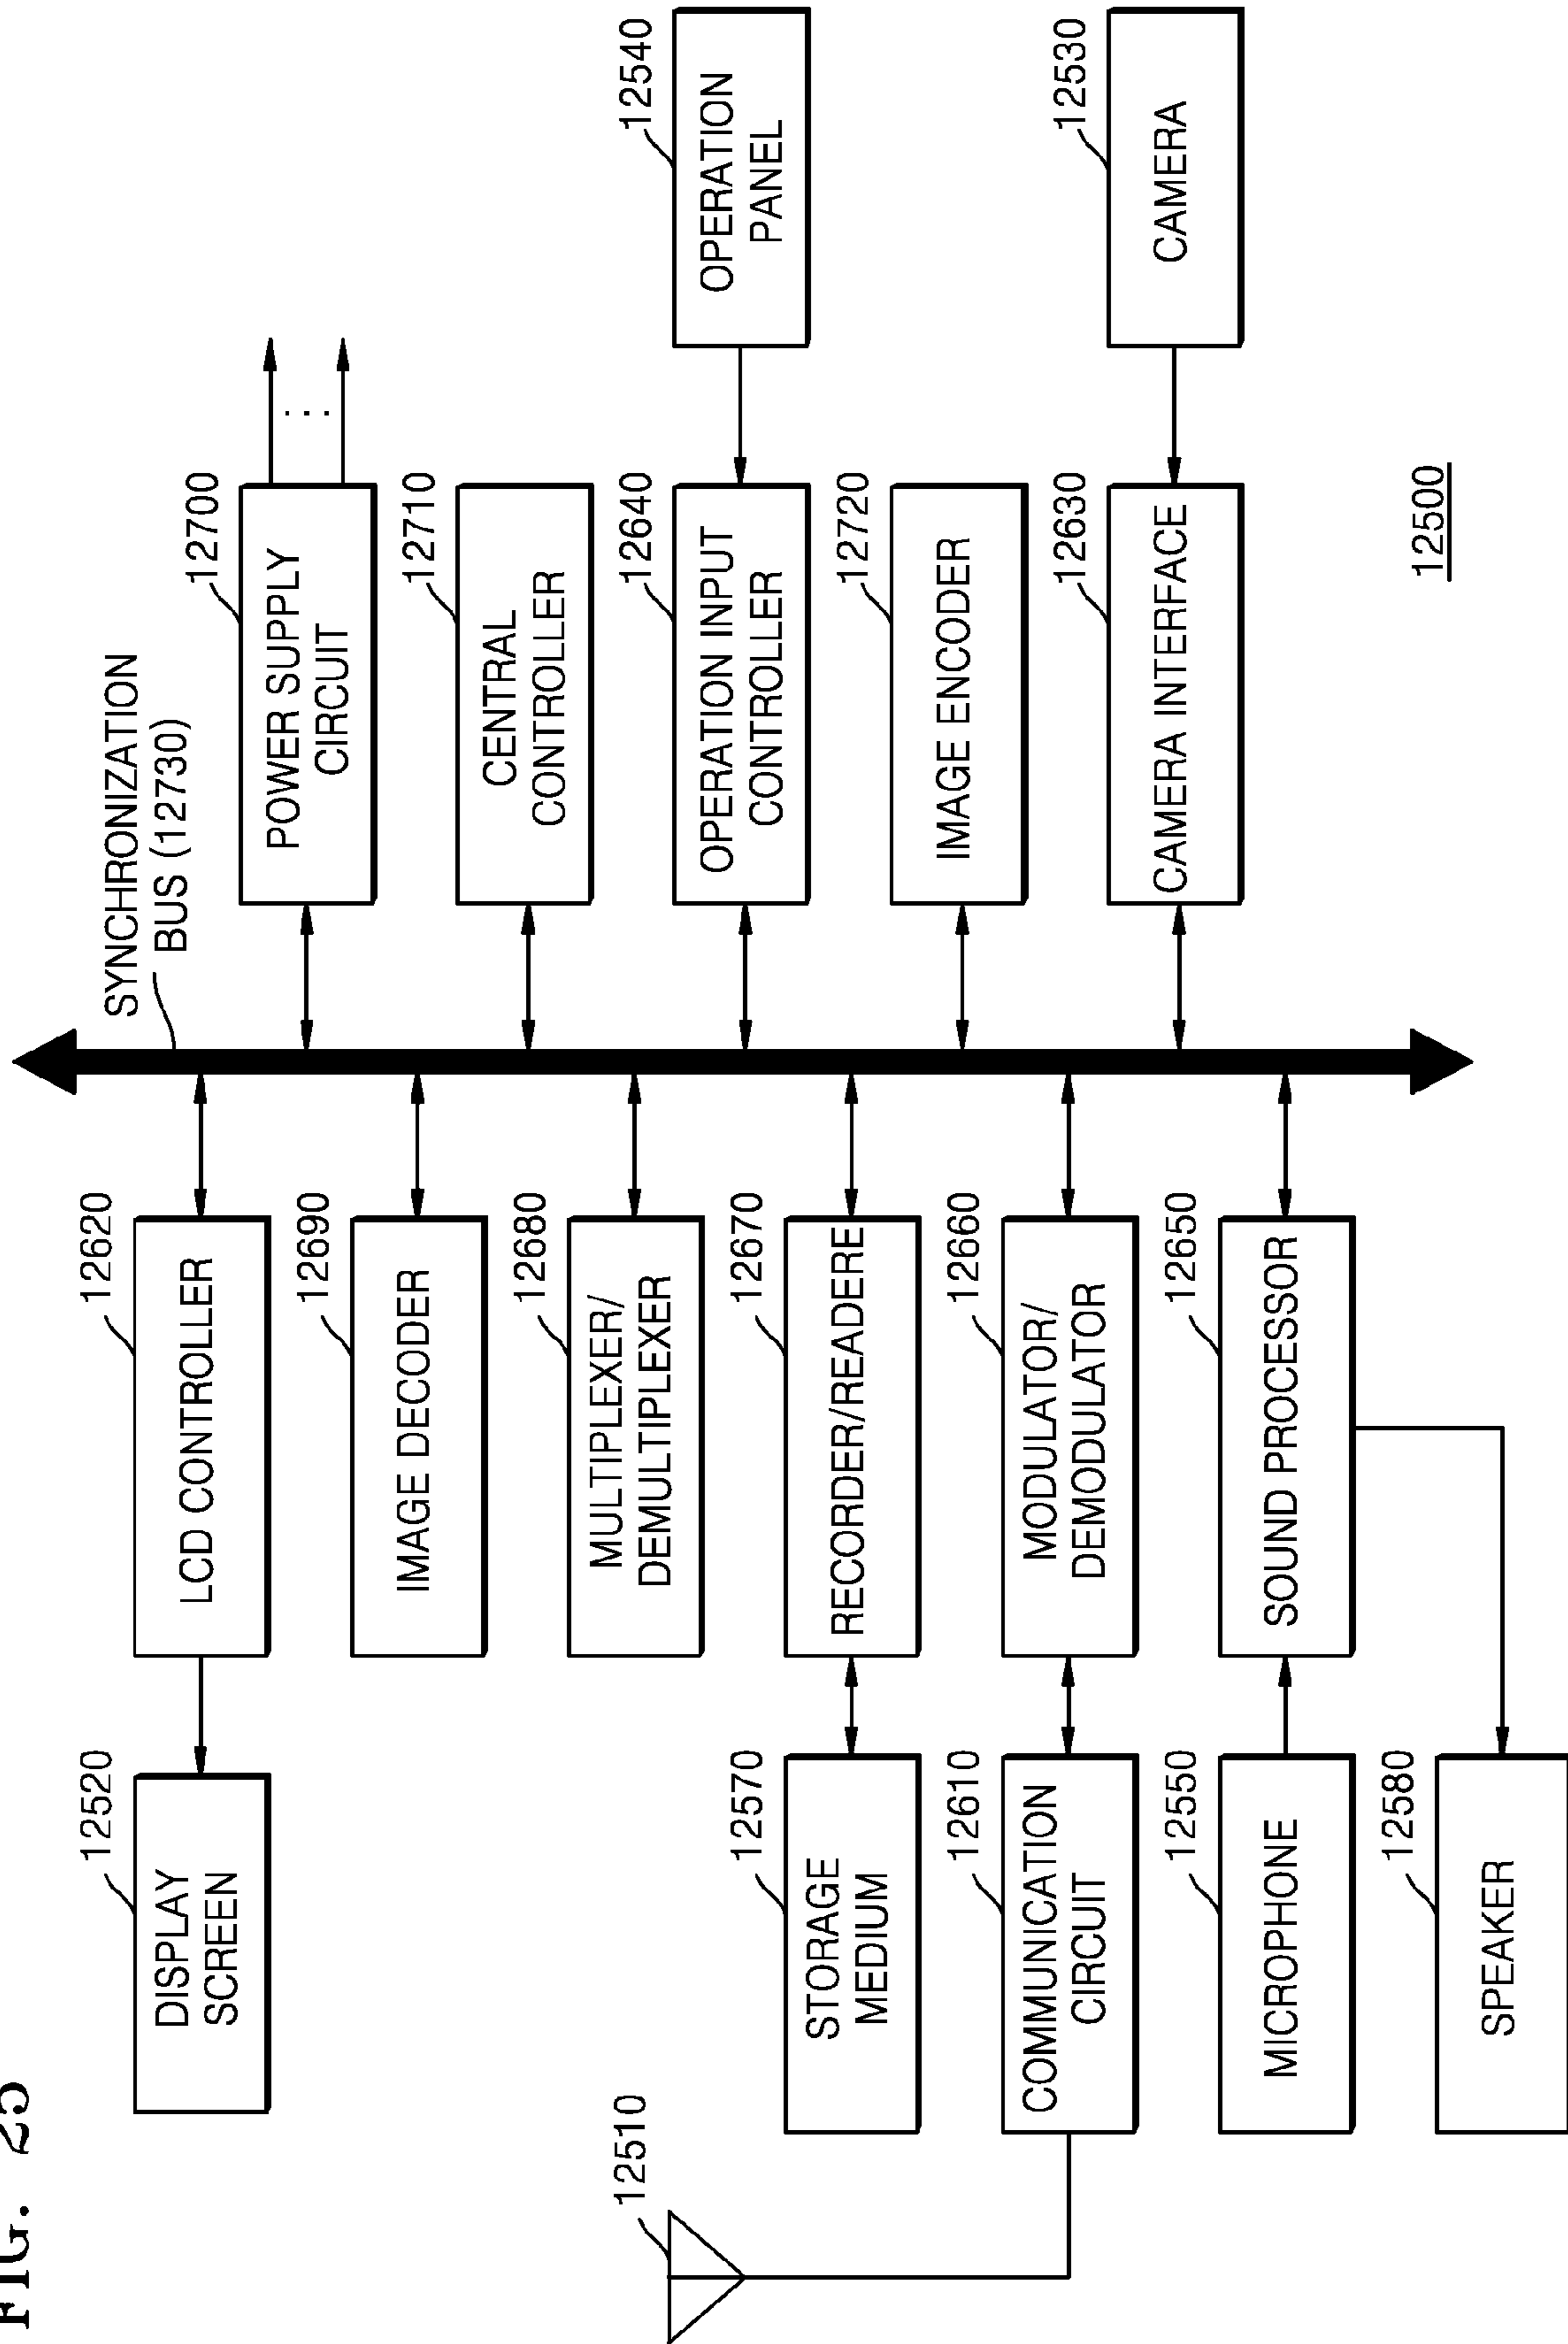 FIG. 25
12520
DISPLAY
SCREEN
12620
LCD CONTROLLER
SYNCHRONIZATION
BUS (12730)
12700
POWER SUPPLY
CIRCUIT
12690
IMAGE DECODER
12710
CENTRAL
CONTROLLER
12510
12680
MULTIPLEXER/
DEMULTIPLEXER
12640
OPERATION INPUT
CONTROLLER
12540
OPERATION
PANEL
12570
STORAGE
MEDIUM
12670
RECORDER/READERE
12720
IMAGE ENCODER
12610
COMMUNICATION
CIRCUIT
12660
MODULATOR/
DEMODULATOR
12630
CAMERA INTERFACE
12530
CAMERA
12550
MICROPHONE
12650
SOUND PROCESSOR
12580
SPEAKER
12500